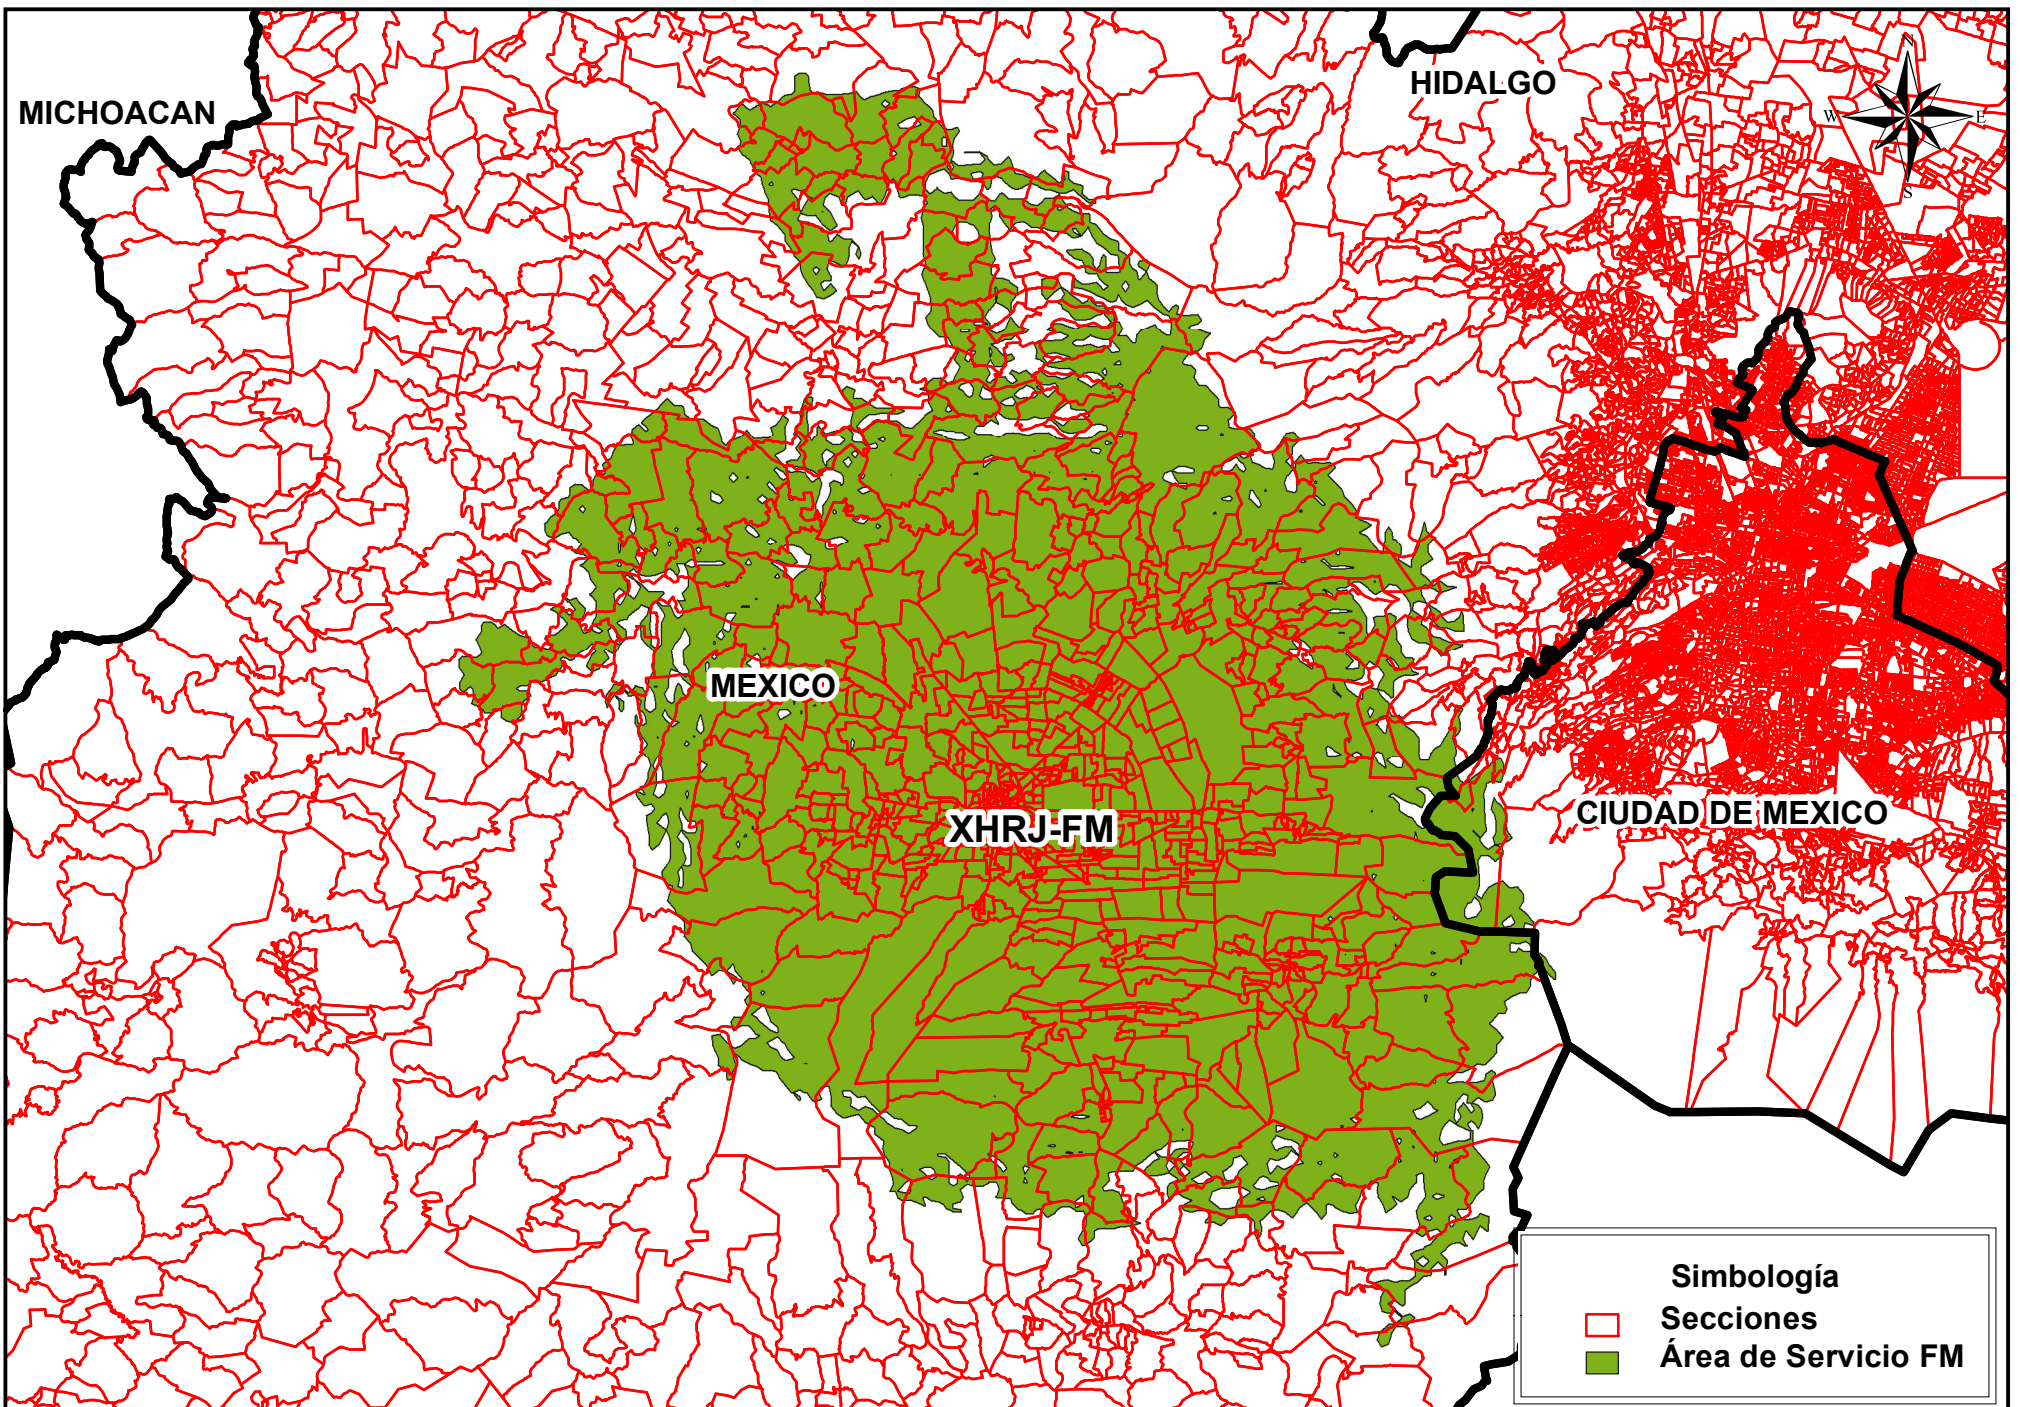 N
HIDALGO
MICHOACAN
W
E
S
MEXICO
CIUDAD DE MEXICO
XHRJ-FM
Simbología
Secciones
Área de Servicio FM